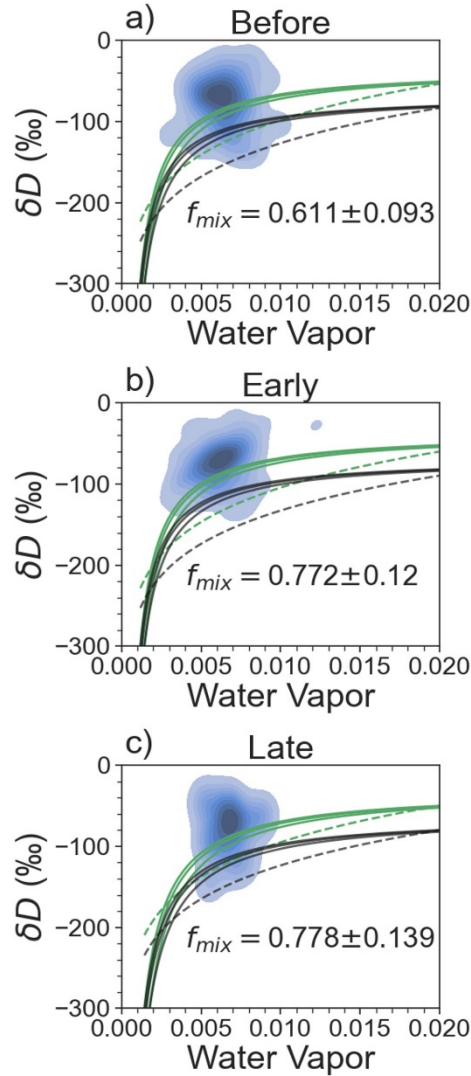 a) Before
0
−100
−200
−300
δD (‰)
f_mix = 0.611±0.093
0.000 0.005 0.010 0.015 0.020
Water Vapor
b) Early
0
−100
−200
−300
δD (‰)
f_mix = 0.772±0.12
0.000 0.005 0.010 0.015 0.020
Water Vapor
c) Late
0
−100
−200
−300
δD (‰)
f_mix = 0.778±0.139
0.000 0.005 0.010 0.015 0.020
Water Vapor